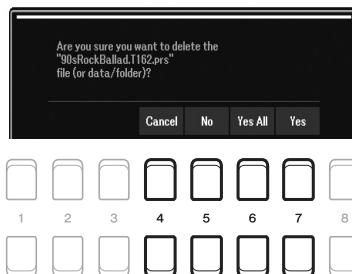 Are you sure you want to delete the
"90sRockBallad.T162.prs"
file (or data/folder)?
Cancel No Yes All Yes
1 2 3 4 5 6 7 8